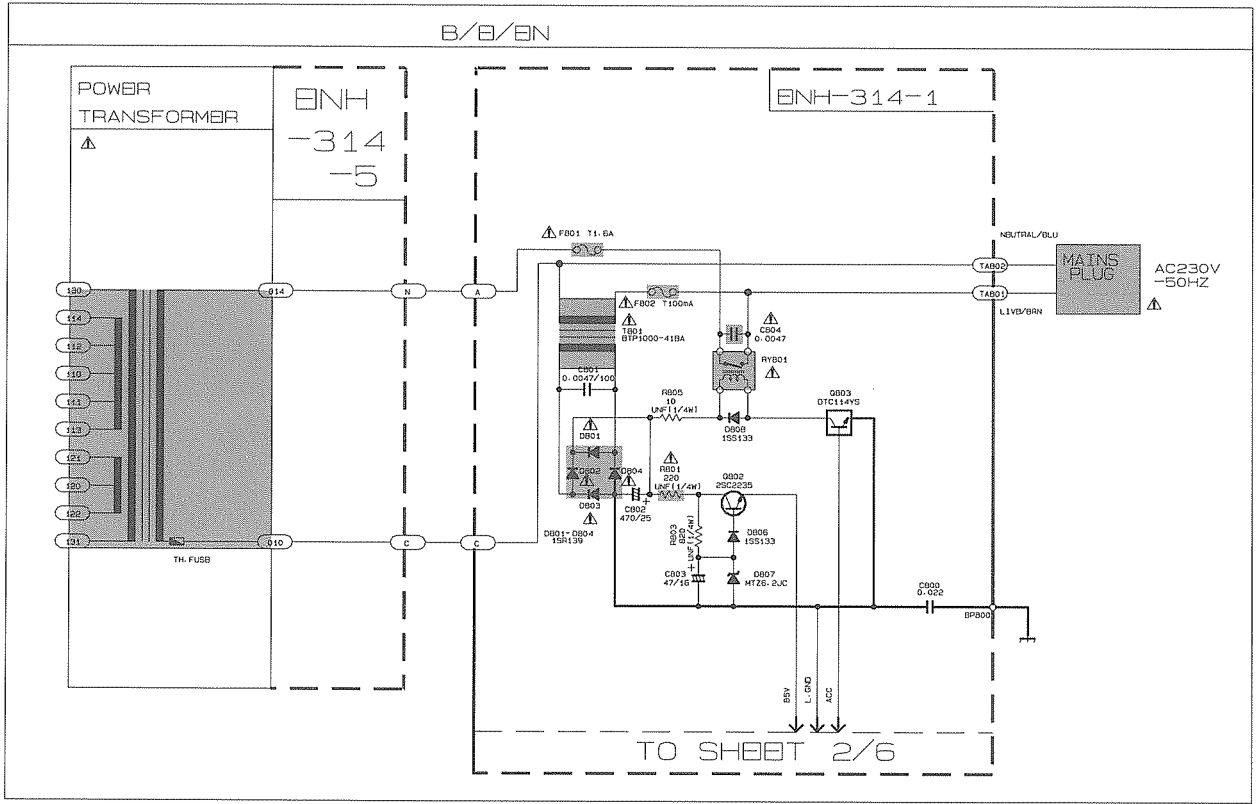 B/8/8N
POWER
TRANSFORMER
8NH
-314
-5
8NH-314-1
F801 T1.6A
NEUTRAL/BLU
MAINS
PLUG
AC230V
~50HZ
TAB02
TAB01
LIVE/BRN
130
014
N
A
F802 T100mA
114
T801
BTP1000-41BA
C804
0.0047
112
RY801
110
C801
0.0047/100
111
R805
10
UNF(1/4W)
Q803
DTC114YS
113
D808
1SS133
D801
121
D802
D804
R801
220
UNF(1/4W)
Q802
2SC2235
120
D803
C802
470/25
122
D801-D804
1SR139
R803
820
UNF(1/4W)
D806
1SS133
131
010
C
C
TH.FUSE
C803
47/16
D807
MTZ6.2JC
C800
0.022
BP800
B5V
L.GND
ACC
TO SHEET 2/6